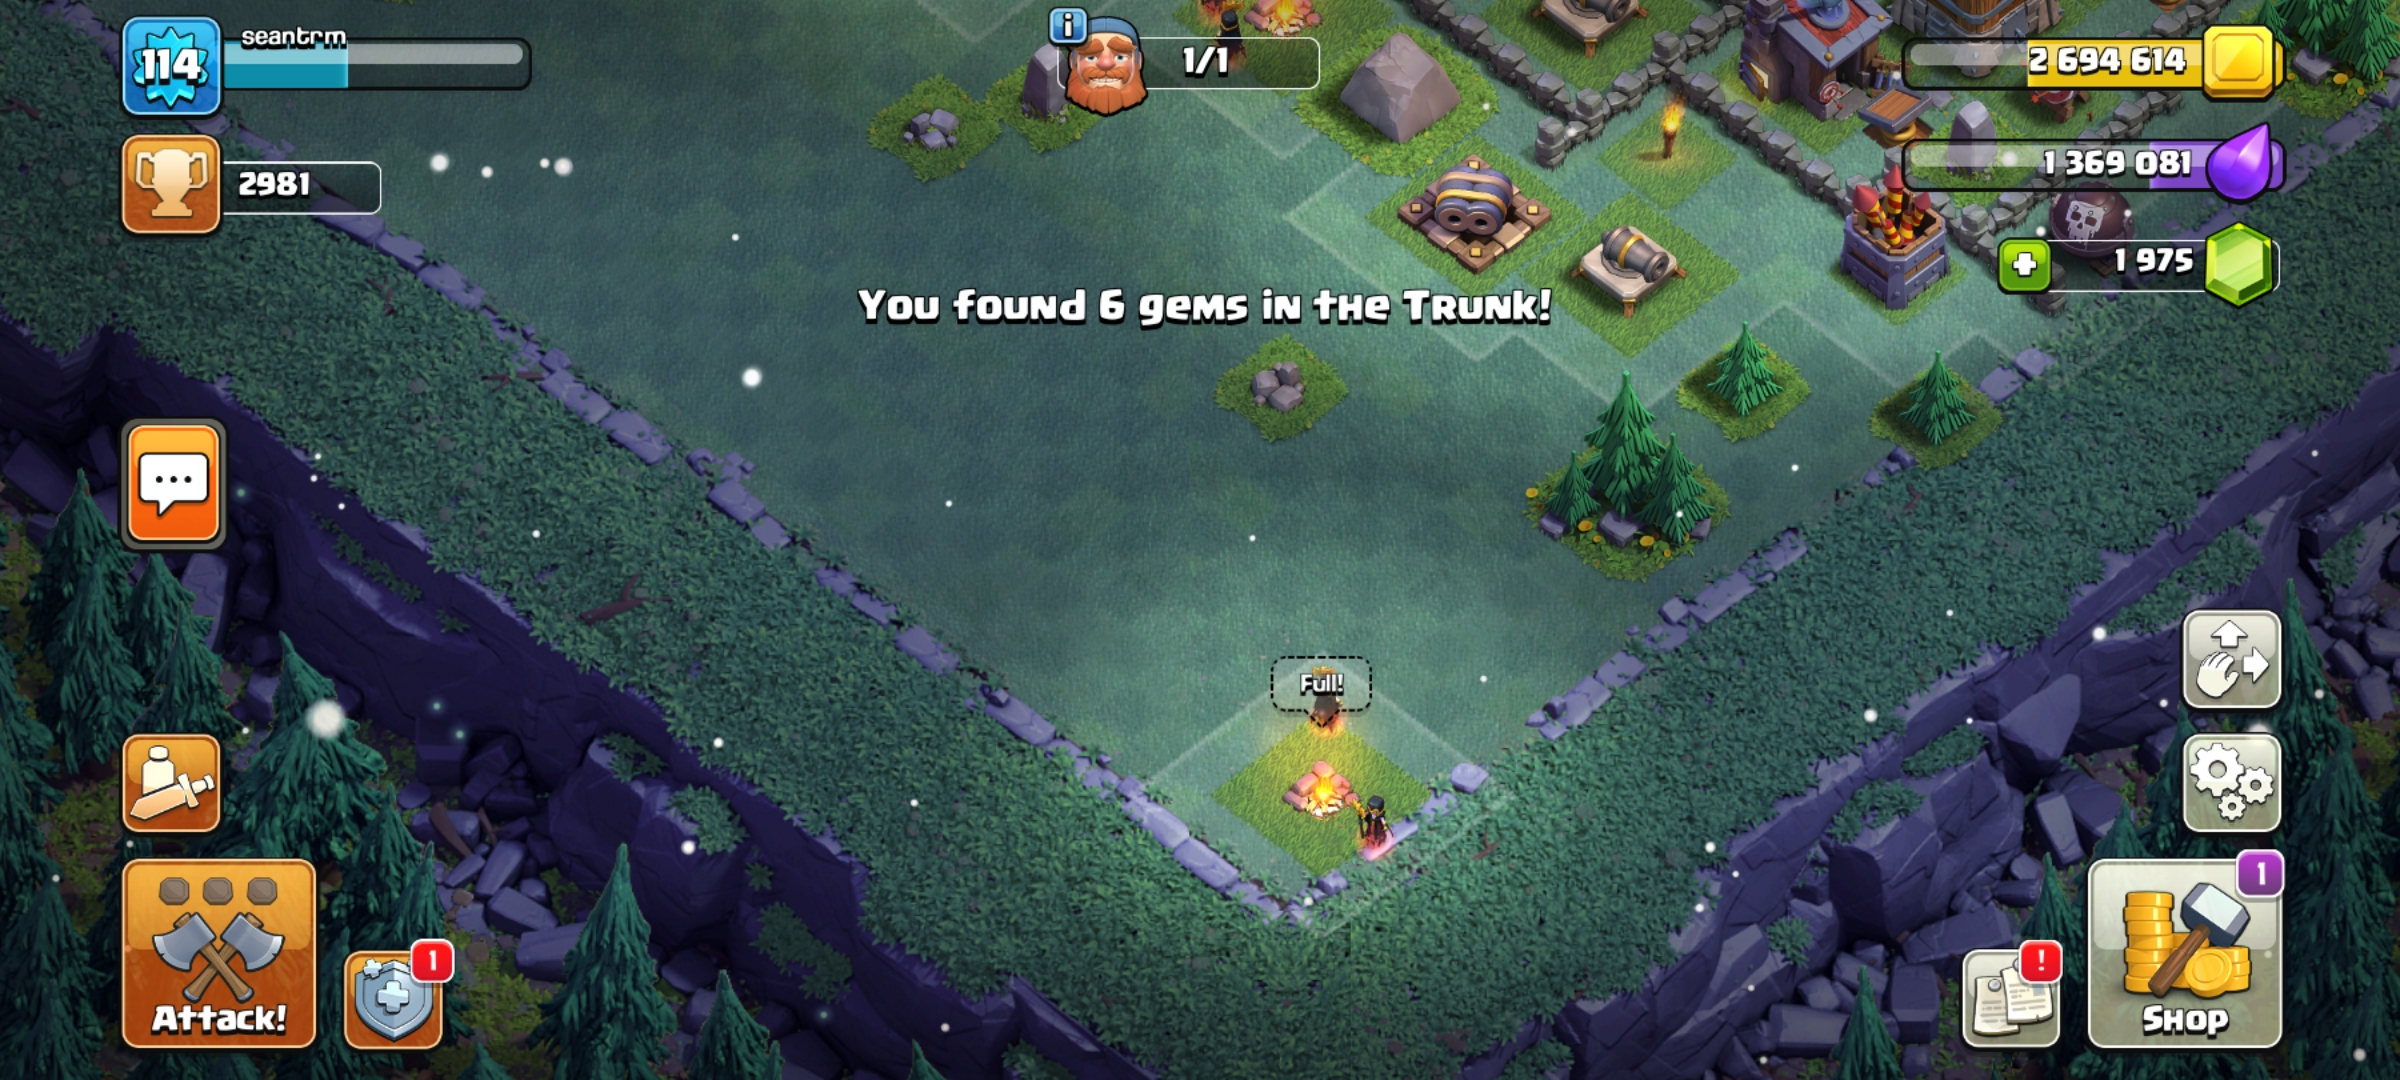 114
seantrm
i
1/1
2 694 614
2981
1 369 081
+
1 975
You found 6 gems in the Trunk!
...
Full!
1
Attack!
1
!
Shop